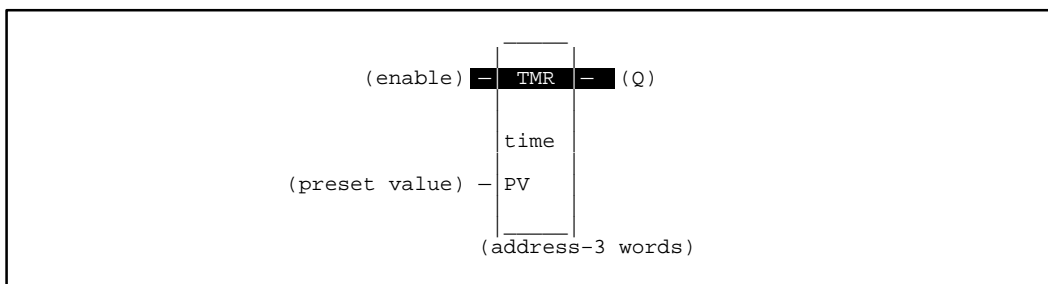 (enable) – TMR – (Q)
time
(preset value) – PV
(address–3 words)